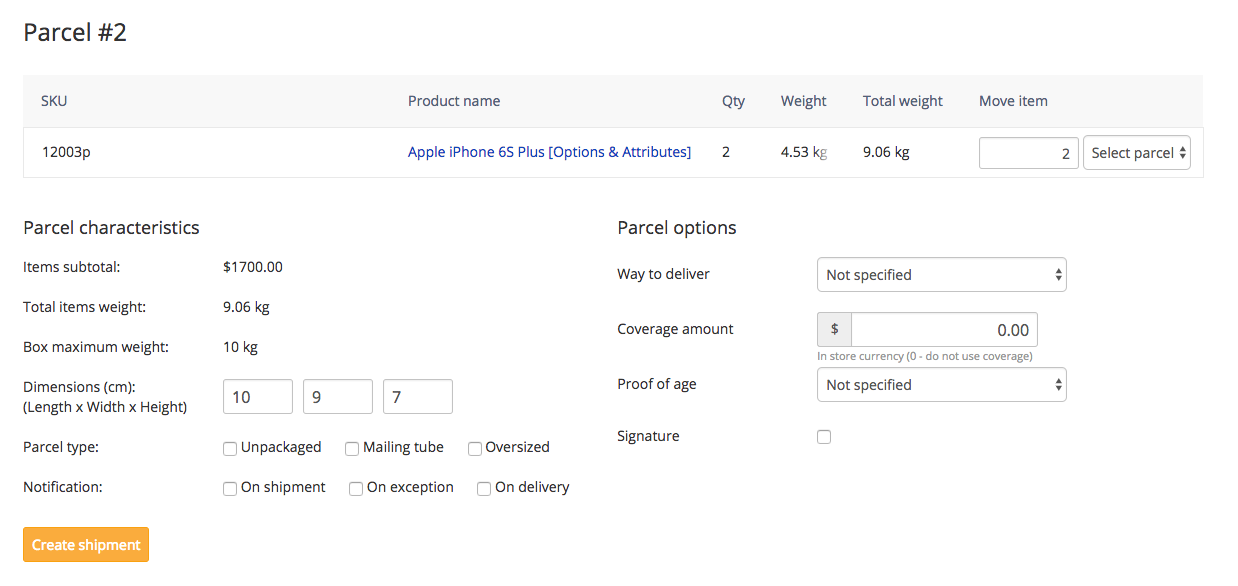 Parcel #2
SKU Product name Qty Weight Total weight Move item
12003p Apple iPhone 6S Plus [Options & Attributes] 2 4.53 kg 9.06 kg 2 Select parcel
Parcel characteristics
Items subtotal: $1700.00
Total items weight: 9.06 kg
Box maximum weight: 10 kg
Dimensions (cm):
(Length x Width x Height) 10 9 7
Parcel type: Unpackaged Mailing tube Oversized
Notification: On shipment On exception On delivery
Parcel options
Way to deliver Not specified
Coverage amount $ 0.00
In store currency (0 - do not use coverage)
Proof of age Not specified
Signature
Create shipment